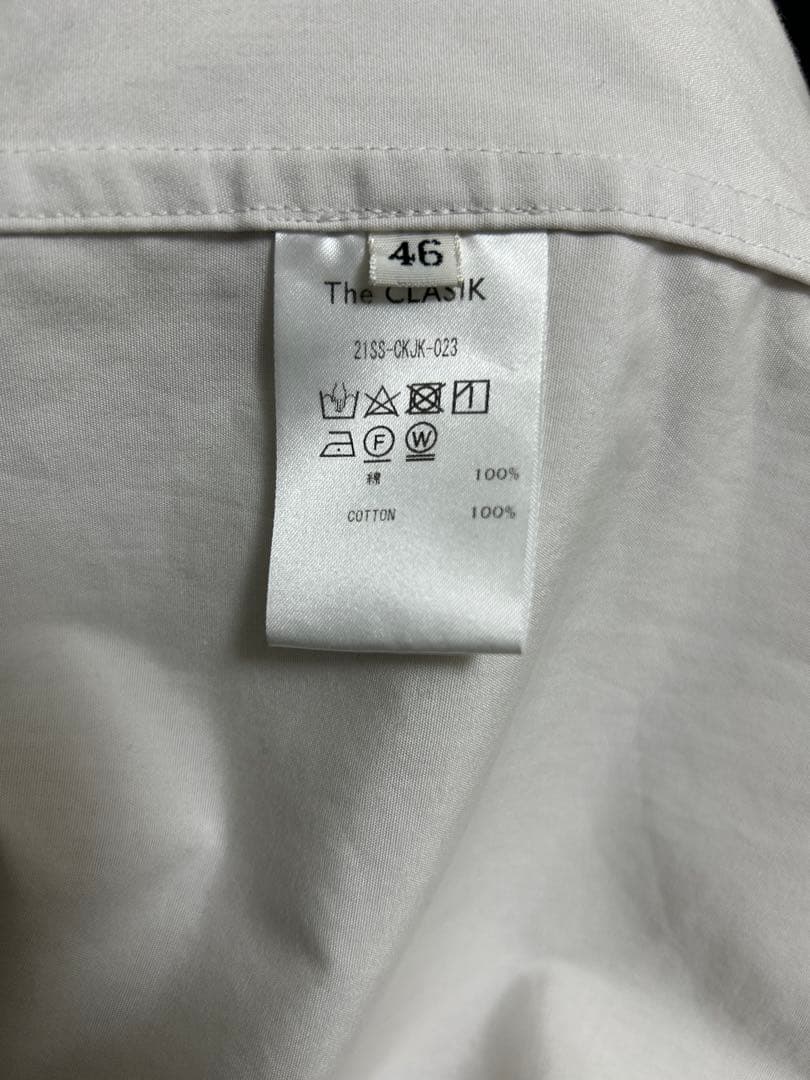 46
The CLASIK
21SS-CKJK-023
F W
綿 100%
COTTON 100%